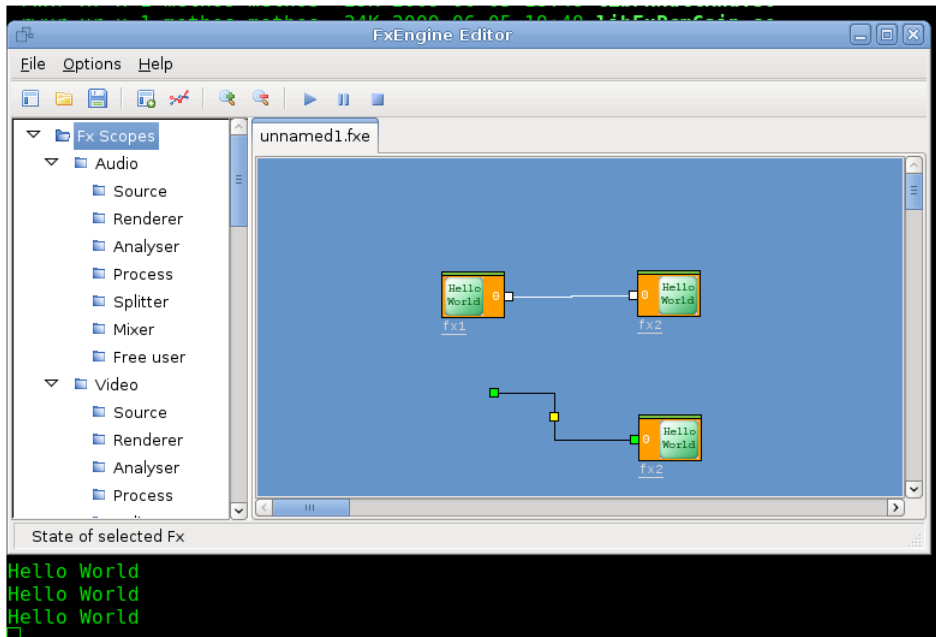 FxEngine Editor
File Options Help
Fx Scopes
Audio
Source
Renderer
Analyser
Process
Splitter
Mixer
Free user
Video
Source
Renderer
Analyser
Process
unnamed1.fxe
Hello
World
0
fx1
0
Hello
World
fx2
0
Hello
World
fx2
State of selected Fx
Hello World
Hello World
Hello World